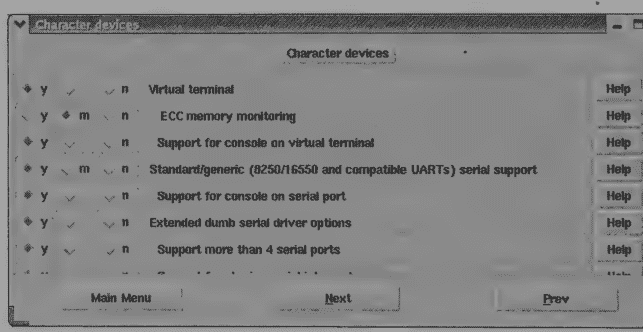 Character devices
Character devices
y n Virtual terminal Help
y m n ECC memory monitoring Help
y n Support for console on virtual terminal Help
y m n Standard/generic (8250/16550 and compatible UARTs) serial support Help
y n Support for console on serial port Help
y n Extended dumb serial driver options Help
y n Support more than 4 serial ports Help
Main Menu Next Prev